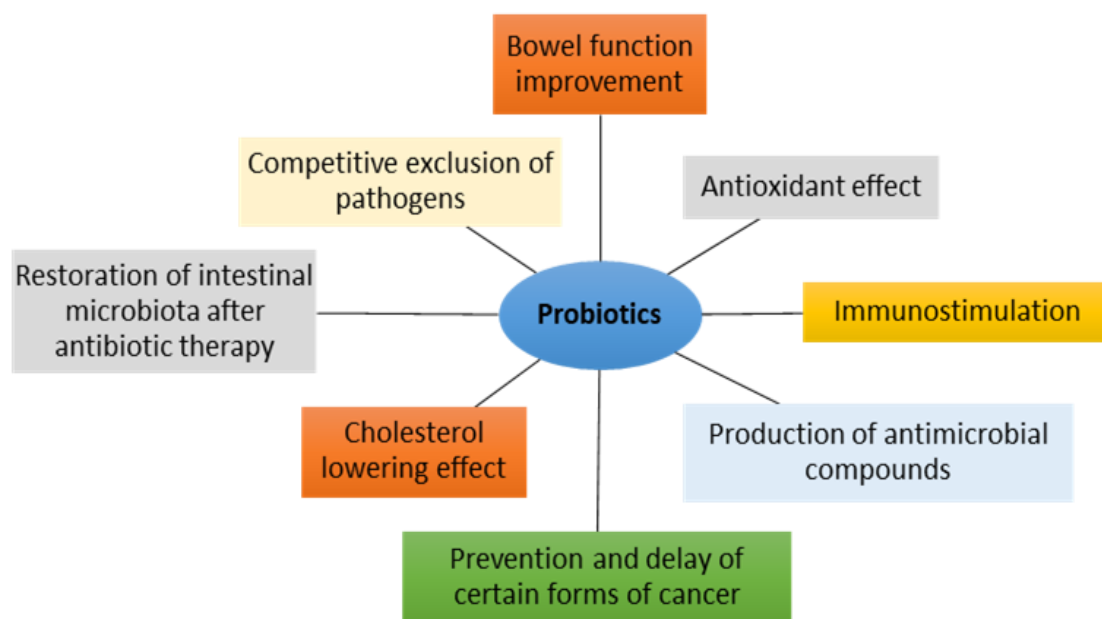 Bowel function
improvement
Competitive exclusion of
pathogens
Antioxidant effect
Restoration of intestinal
microbiota after
antibiotic therapy
Probiotics
Immunostimulation
Cholesterol
lowering effect
Production of antimicrobial
compounds
Prevention and delay of
certain forms of cancer